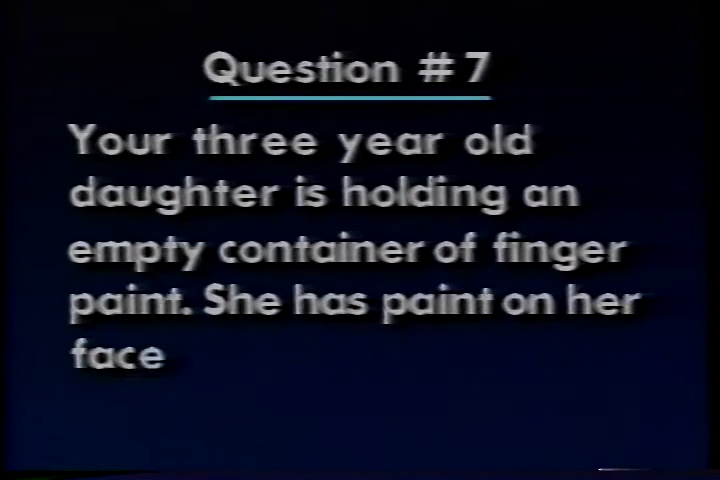 Question # 7
Your three year old
daughter is holding an
empty container of finger
paint. She has paint on her
face